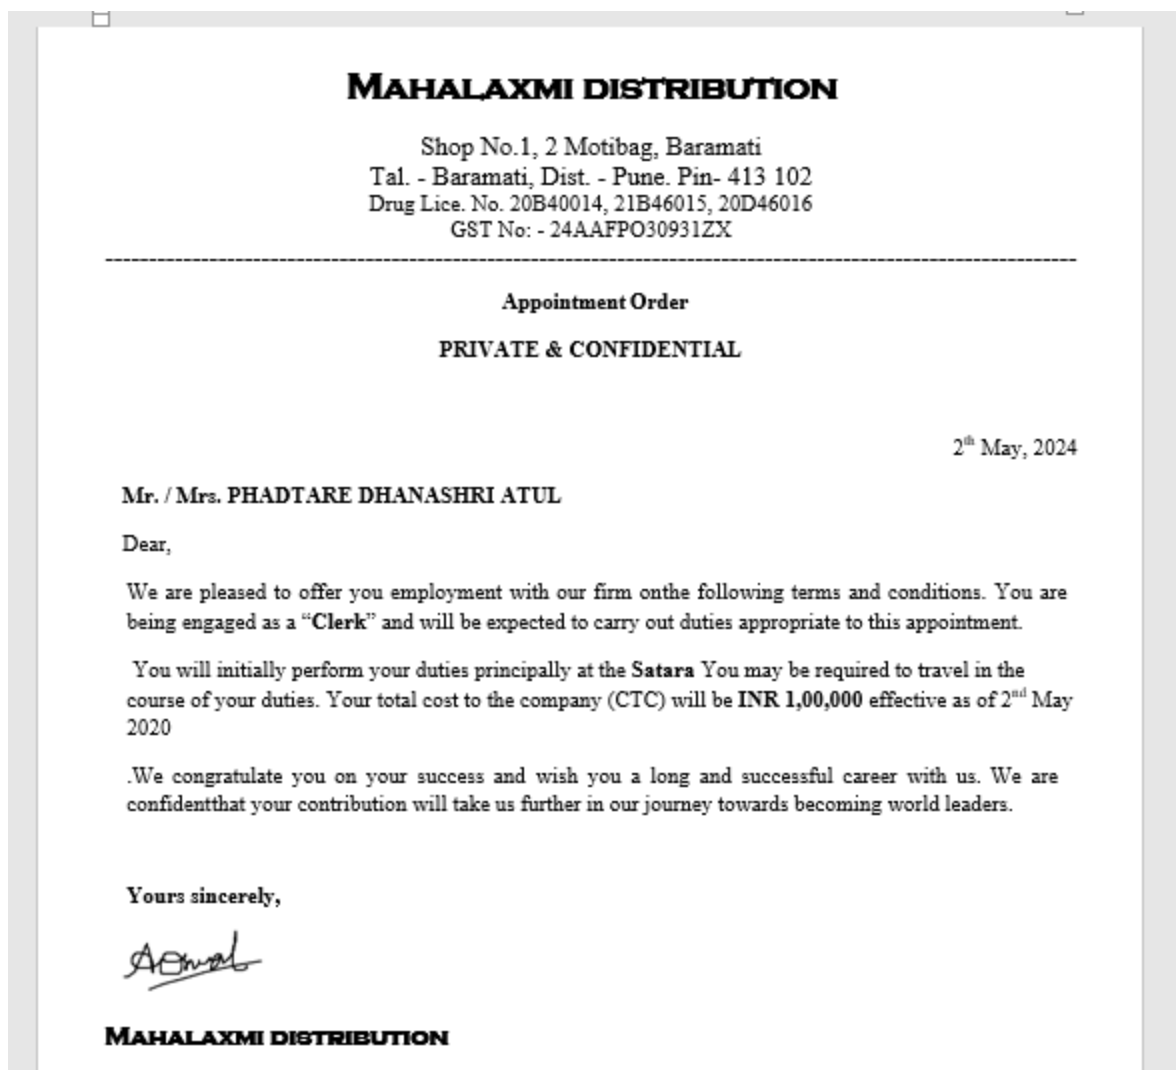 MAHALAXMI DISTRIBUTION
Shop No.1, 2 Motibag, Baramati
Tal. - Baramati, Dist. - Pune. Pin- 413 102
Drug Lice. No. 20B40014, 21B46015, 20D46016
GST No: - 24AAFPO30931ZX
Appointment Order
PRIVATE & CONFIDENTIAL
2th May, 2024
Mr. / Mrs. PHADTARE DHANASHRI ATUL
Dear,
We are pleased to offer you employment with our firm onthe following terms and conditions. You are
being engaged as a “Clerk” and will be expected to carry out duties appropriate to this appointment.
You will initially perform your duties principally at the Satara You may be required to travel in the
course of your duties. Your total cost to the company (CTC) will be INR 1,00,000 effective as of 2nd May
2020
.We congratulate you on your success and wish you a long and successful career with us. We are
confidentthat your contribution will take us further in our journey towards becoming world leaders.
Yours sincerely,
MAHALAXMI DISTRIBUTION